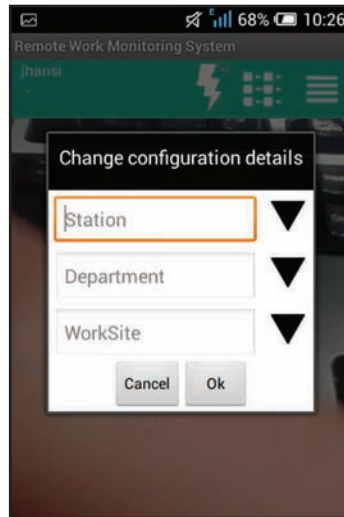 E 68% 10:26
Remote Work Monitoring System
jhansi
-
Change configuration details
Station
Department
WorkSite
Cancel Ok